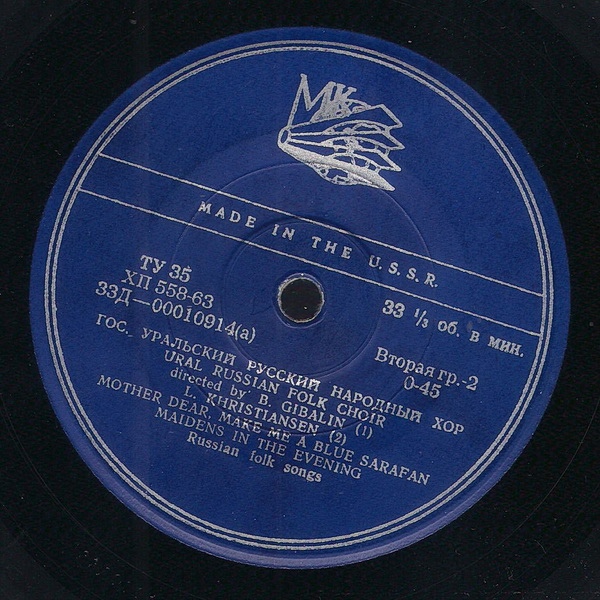 МК
MADE IN THE U.S.S.R.
ТУ 35
ХП 558-63
33Д—00010914(a)
33 ⅓ об. в мин.
Вторая гр.-2
0-45
ГОС. УРАЛЬСКИЙ РУССКИЙ НАРОДНЫЙ ХОР
URAL RUSSIAN FOLK CHOIR
directed by B. GIBALIN (1)
L. KHRISTIANSEN (2)
MOTHER DEAR, MAKE ME A BLUE SARAFAN
MAIDENS IN THE EVENING
Russian folk songs